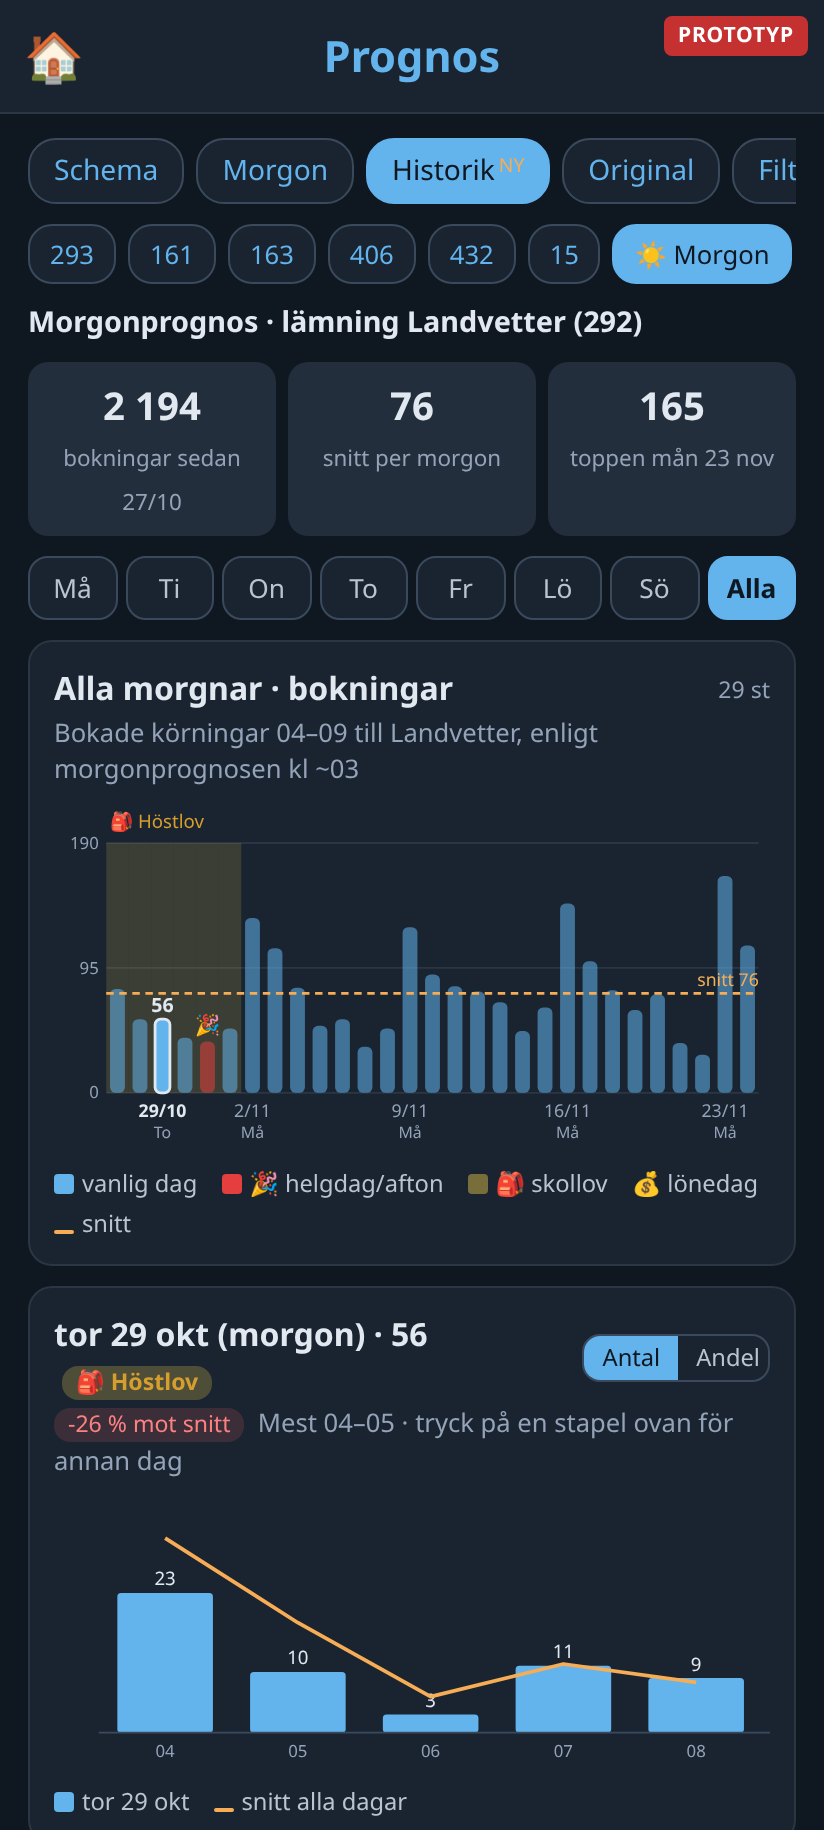 Prognos
PROTOTYP
Schema Morgon Historik NY Original Filt
293 161 163 406 432 15 Morgon
Morgonprognos · lämning Landvetter (292)
2 194
bokningar sedan
27/10
76
snitt per morgon
165
toppen mån 23 nov
Må Ti On To Fr Lö Sö Alla
Alla morgnar · bokningar
29 st
Bokade körningar 04–09 till Landvetter, enligt
morgonprognosen kl ~03
Höstlov
190
95
snitt 76
56
0
29/10 2/11 9/11 16/11 23/11
To Må Må Må Må
vanlig dag helgdag/afton skollov lönedag
snitt
tor 29 okt (morgon) · 56
Antal Andel
Höstlov
-26 % mot snitt Mest 04–05 · tryck på en stapel ovan för
annan dag
23
10
3
11
9
04 05 06 07 08
tor 29 okt snitt alla dagar